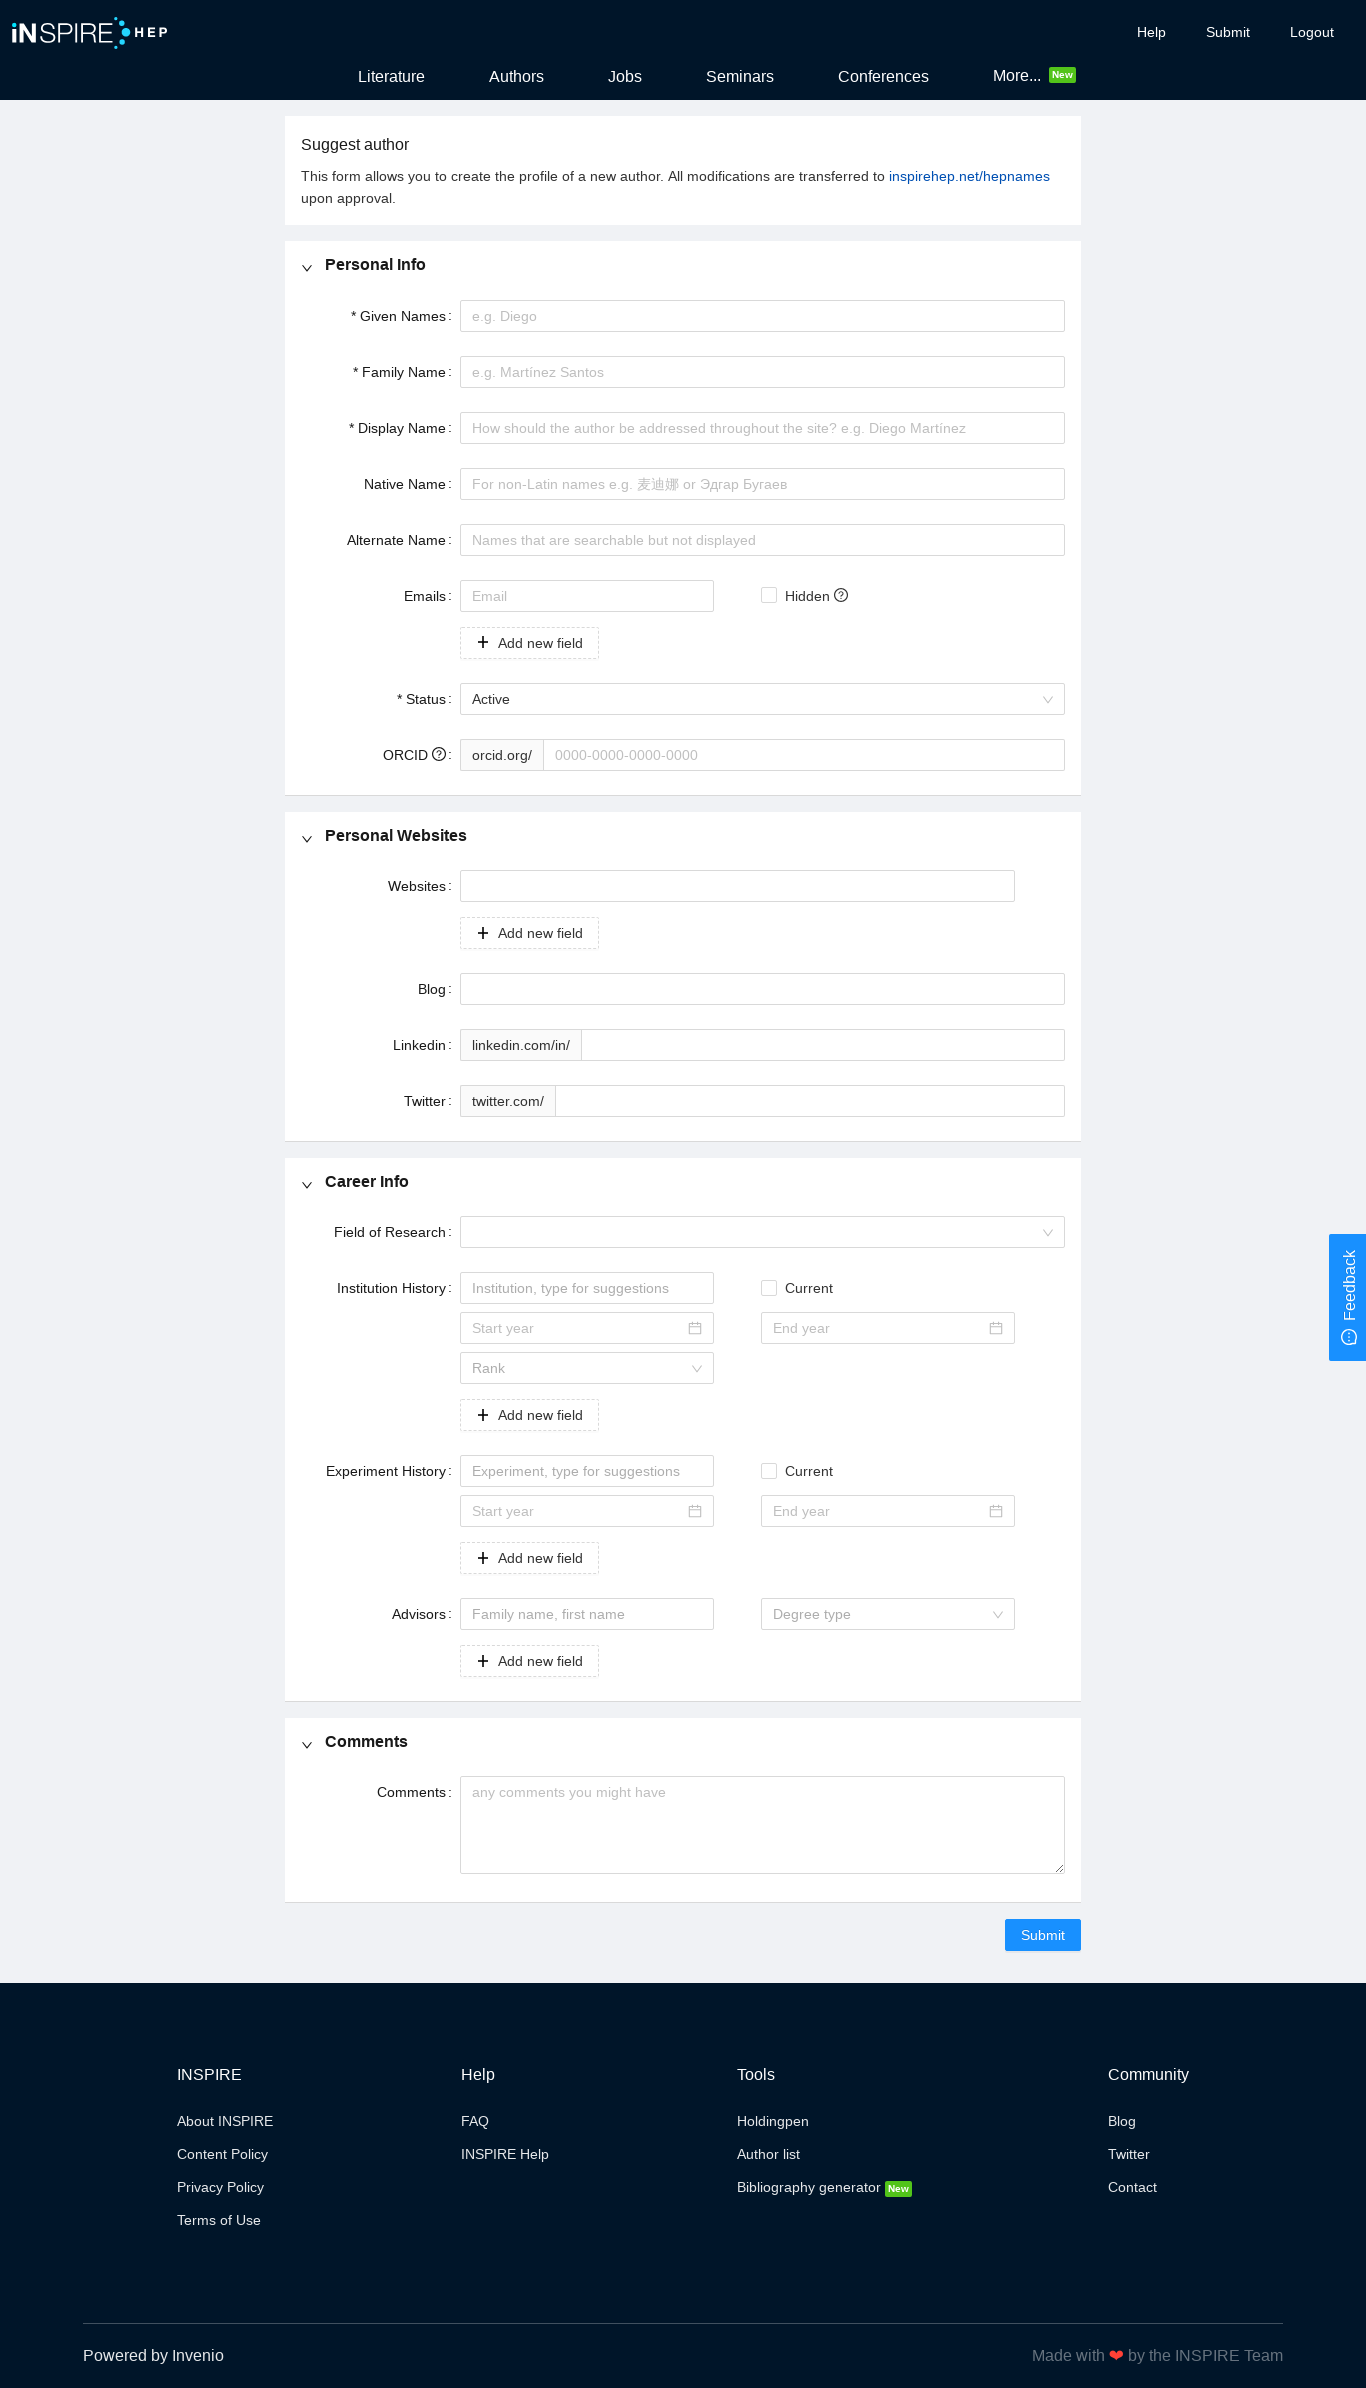 iNSPIRE HEP
Help Submit Logout
Literature Authors Jobs Seminars Conferences More... New
Suggest author
This form allows you to create the profile of a new author. All modifications are transferred to inspirehep.net/hepnames
upon approval.
Personal Info
* Given Names : e.g. Diego
* Family Name : e.g. Martínez Santos
* Display Name : How should the author be addressed throughout the site? e.g. Diego Martínez
Native Name : For non-Latin names e.g. 麦迪娜 or Эдгар Бугаев
Alternate Name : Names that are searchable but not displayed
Emails : Email Hidden
Add new field
* Status : Active
ORCID : orcid.org/ 0000-0000-0000-0000
Personal Websites
Websites :
Add new field
Blog :
Linkedin : linkedin.com/in/
Twitter : twitter.com/
Career Info
Field of Research :
Institution History : Institution, type for suggestions Current
Start year End year
Rank
Add new field
Experiment History : Experiment, type for suggestions Current
Start year End year
Add new field
Advisors : Family name, first name Degree type
Add new field
Comments
Comments : any comments you might have
Submit
Feedback
INSPIRE Help Tools Community
About INSPIRE FAQ Holdingpen Blog
Content Policy INSPIRE Help Author list Twitter
Privacy Policy Bibliography generator New Contact
Terms of Use
Powered by Invenio Made with ❤ by the INSPIRE Team